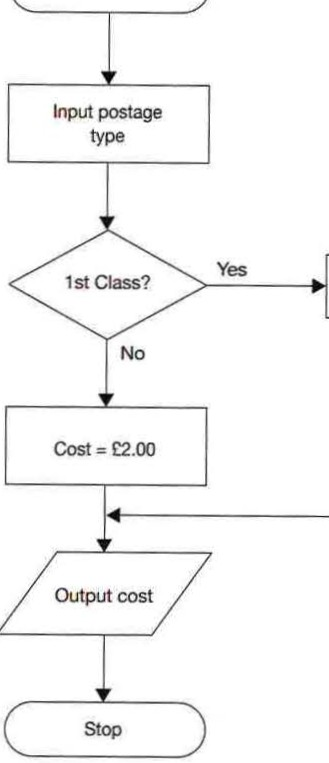 Input postage
type
1st Class?
Yes
No
Cost = £2.00
Output cost
Stop